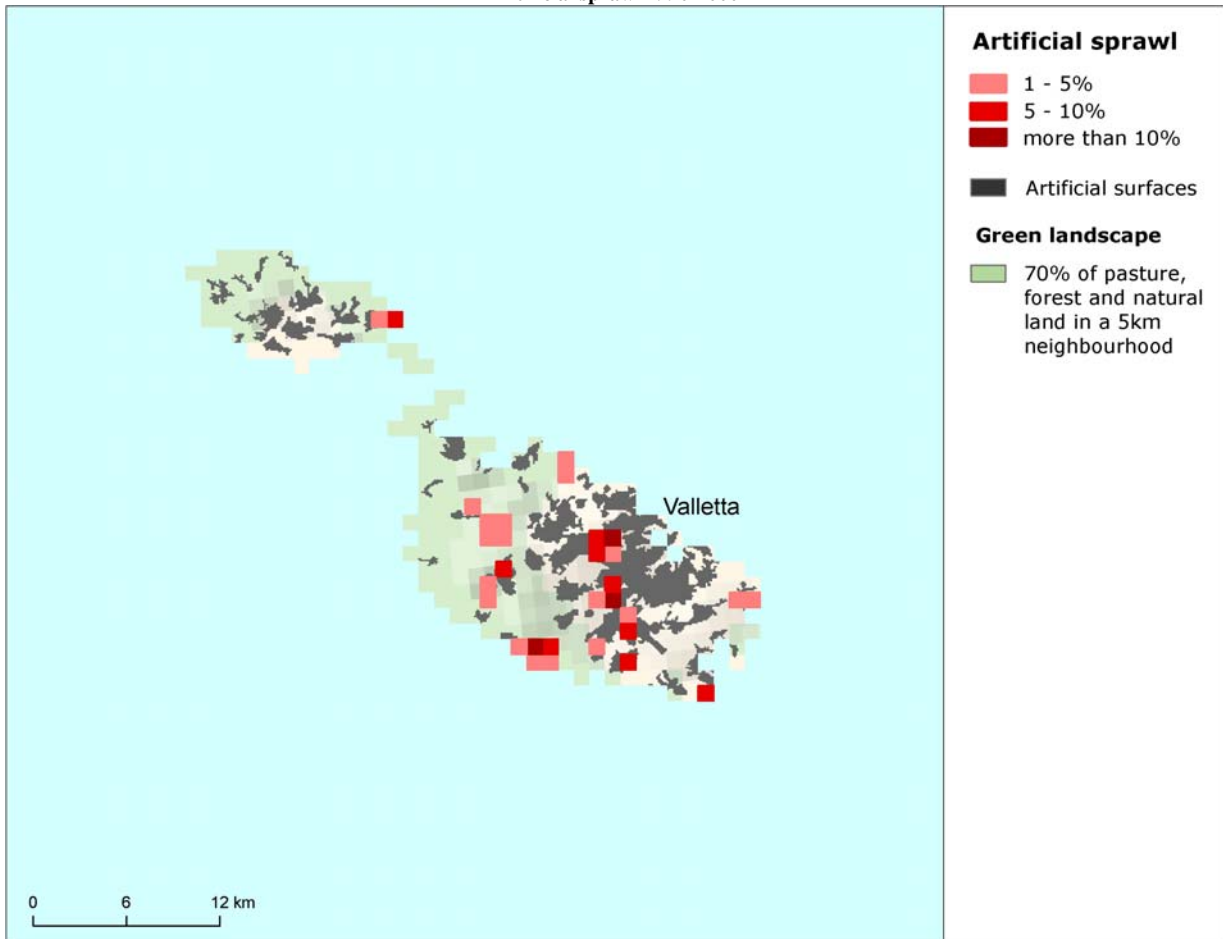 Artificial sprawl
1 - 5%
5 - 10%
more than 10%
Artificial surfaces
Green landscape
70% of pasture,
forest and natural
land in a 5km
neighbourhood
Valletta
0 6 12 km